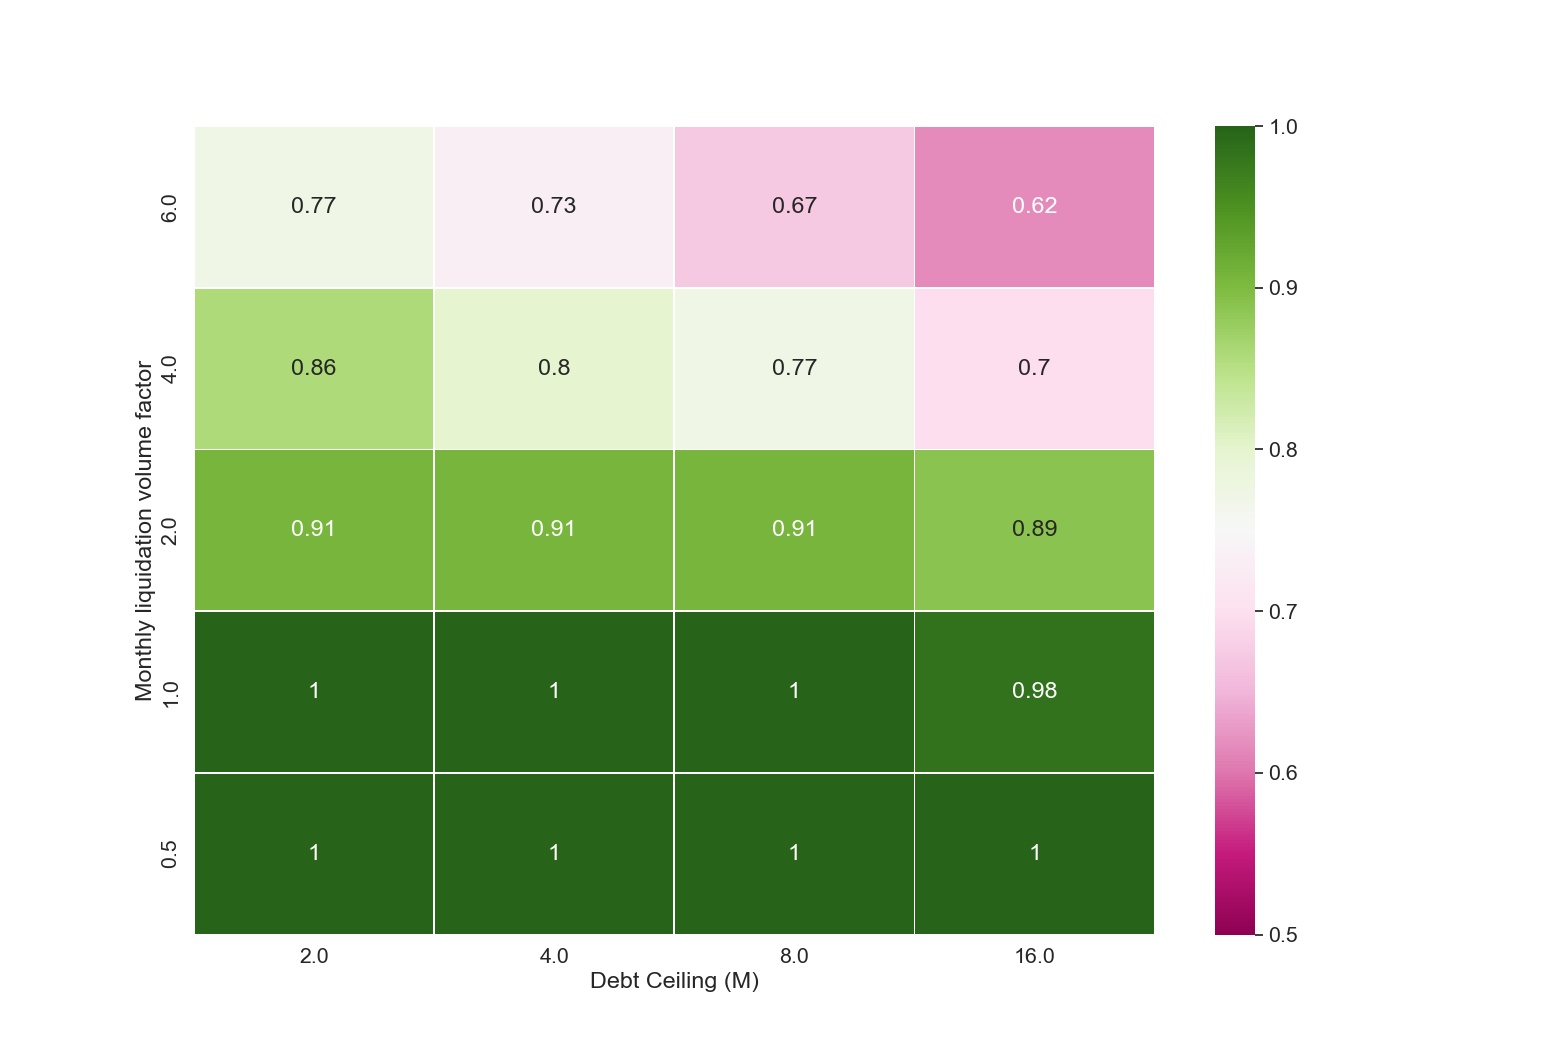 Monthly liquidation volume factor
6.0 0.77 0.73 0.67 0.62
4.0 0.86 0.8 0.77 0.7
2.0 0.91 0.91 0.91 0.89
1.0 1 1 1 0.98
0.5 1 1 1 1
2.0 4.0 8.0 16.0
Debt Ceiling (M)
1.0
0.9
0.8
0.7
0.6
0.5